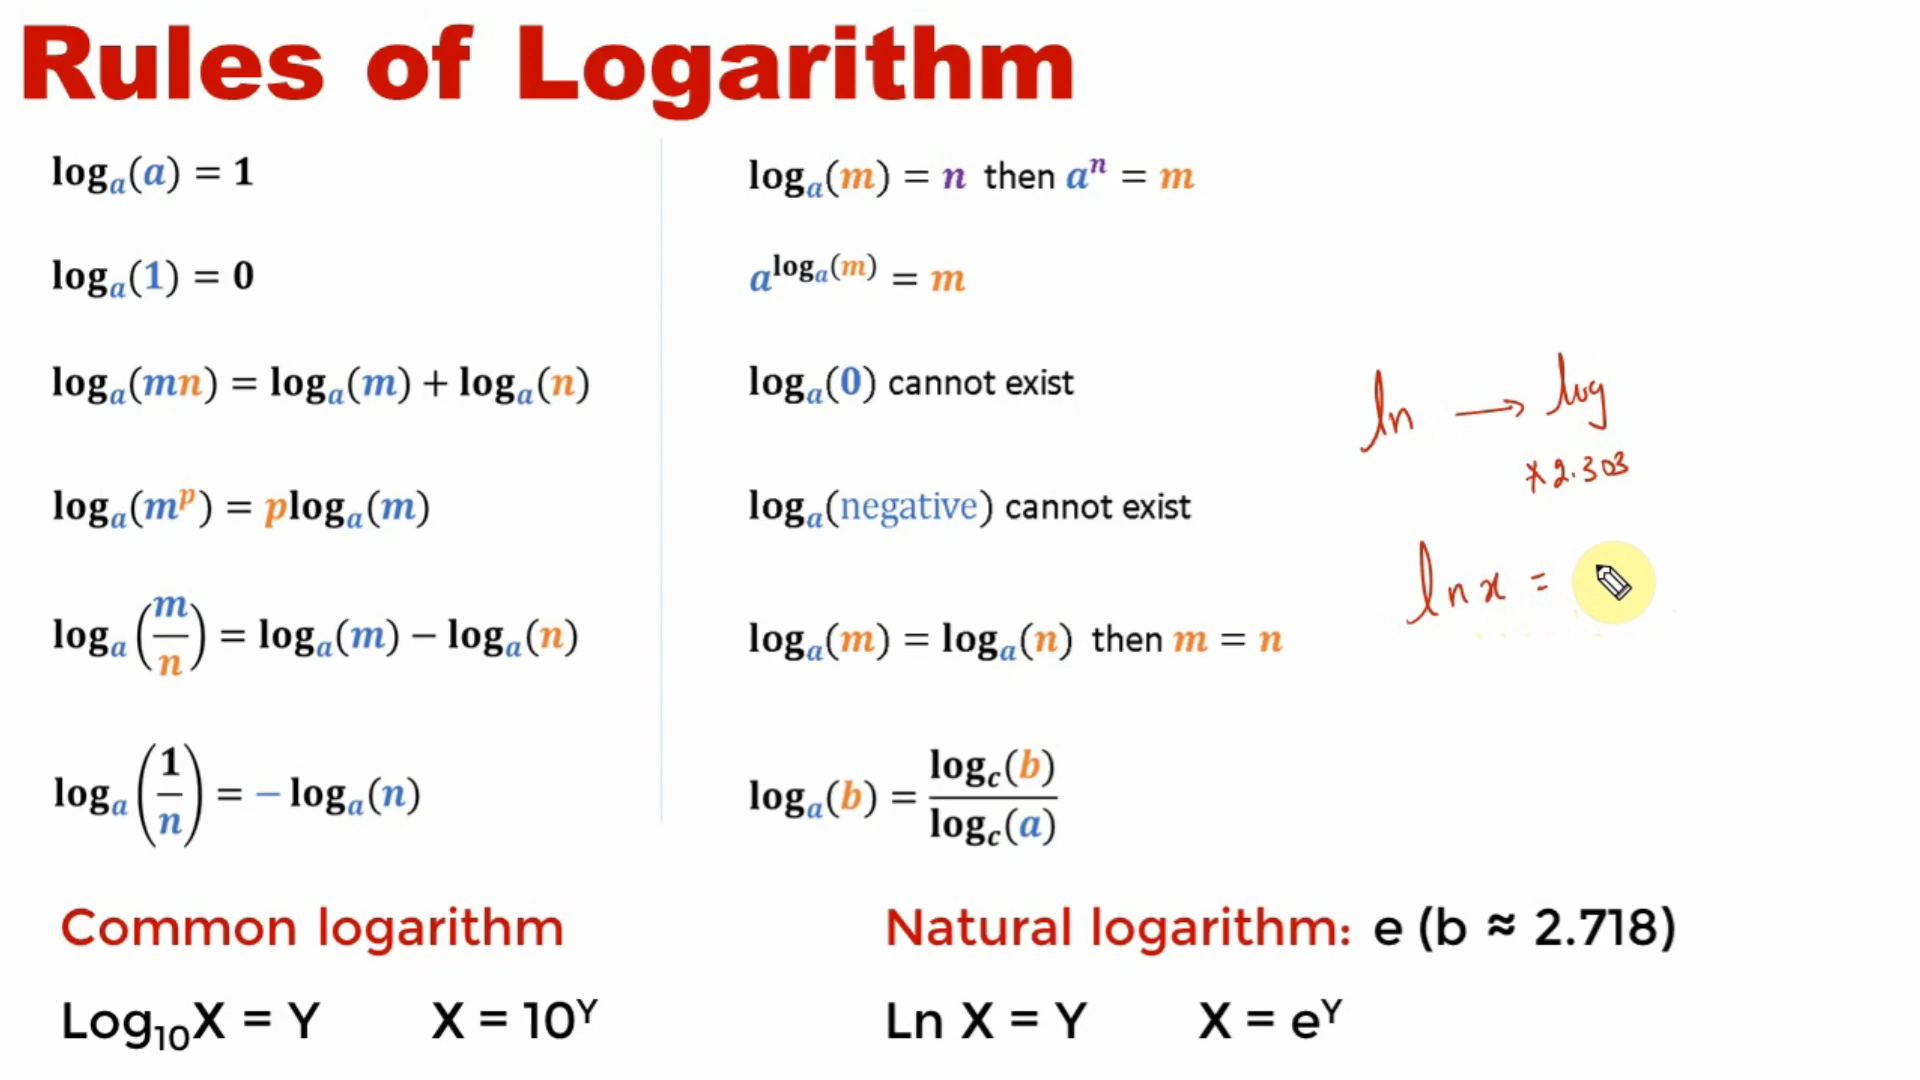 Rules of Logarithm
logₐ(a) = 1
logₐ(1) = 0
logₐ(mn) = logₐ(m) + logₐ(n)
logₐ(mᵖ) = plogₐ(m)
logₐ(m/n) = logₐ(m) − logₐ(n)
logₐ(1/n) = − logₐ(n)
logₐ(m) = n then aⁿ = m
a^logₐ(m) = m
logₐ(0) cannot exist
logₐ(negative) cannot exist
logₐ(m) = logₐ(n) then m = n
logₐ(b) = log_c(b)/log_c(a)
ln → log
×2.303
ln x =
Common logarithm
Log₁₀X = Y X = 10ʸ
Natural logarithm: e (b ≈ 2.718)
Ln X = Y X = eʸ